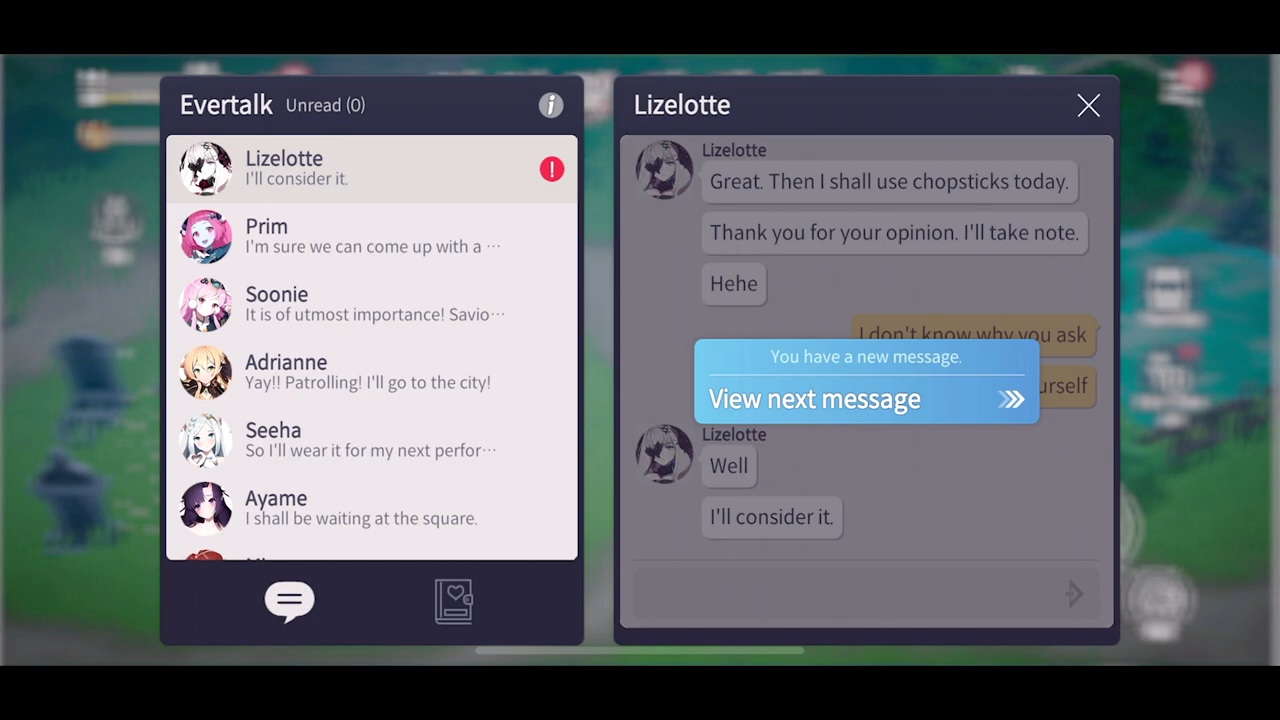 Evertalk Unread (0)
i
Lizelotte
I'll consider it.
!
Prim
I'm sure we can come up with a ···
Soonie
It is of utmost importance! Savio···
Adrianne
Yay!! Patrolling! I'll go to the city!
Seeha
So I'll wear it for my next perfor···
Ayame
I shall be waiting at the square.
Lizelotte
Lizelotte
Great. Then I shall use chopsticks today.
Thank you for your opinion. I'll take note.
Hehe
I don't know why you ask
urself
You have a new message.
View next message
Lizelotte
Well
I'll consider it.